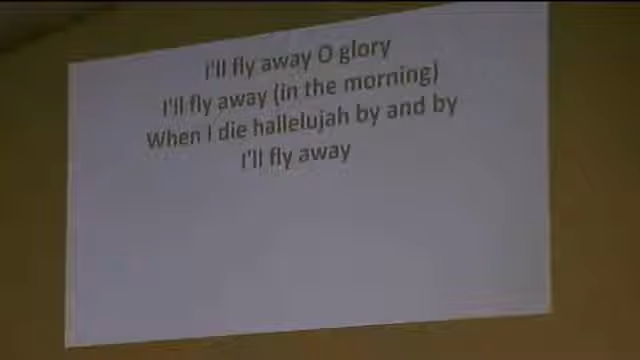 I'll fly away O glory
I'll fly away (in the morning)
When I die hallelujah by and by
I'll fly away